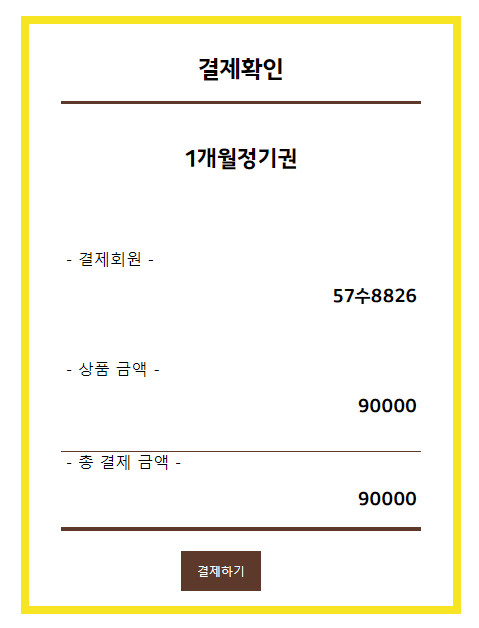 결제확인
1개월정기권
- 결제회원 -
57수8826
- 상품 금액 -
90000
- 총 결제 금액 -
90000
결제하기